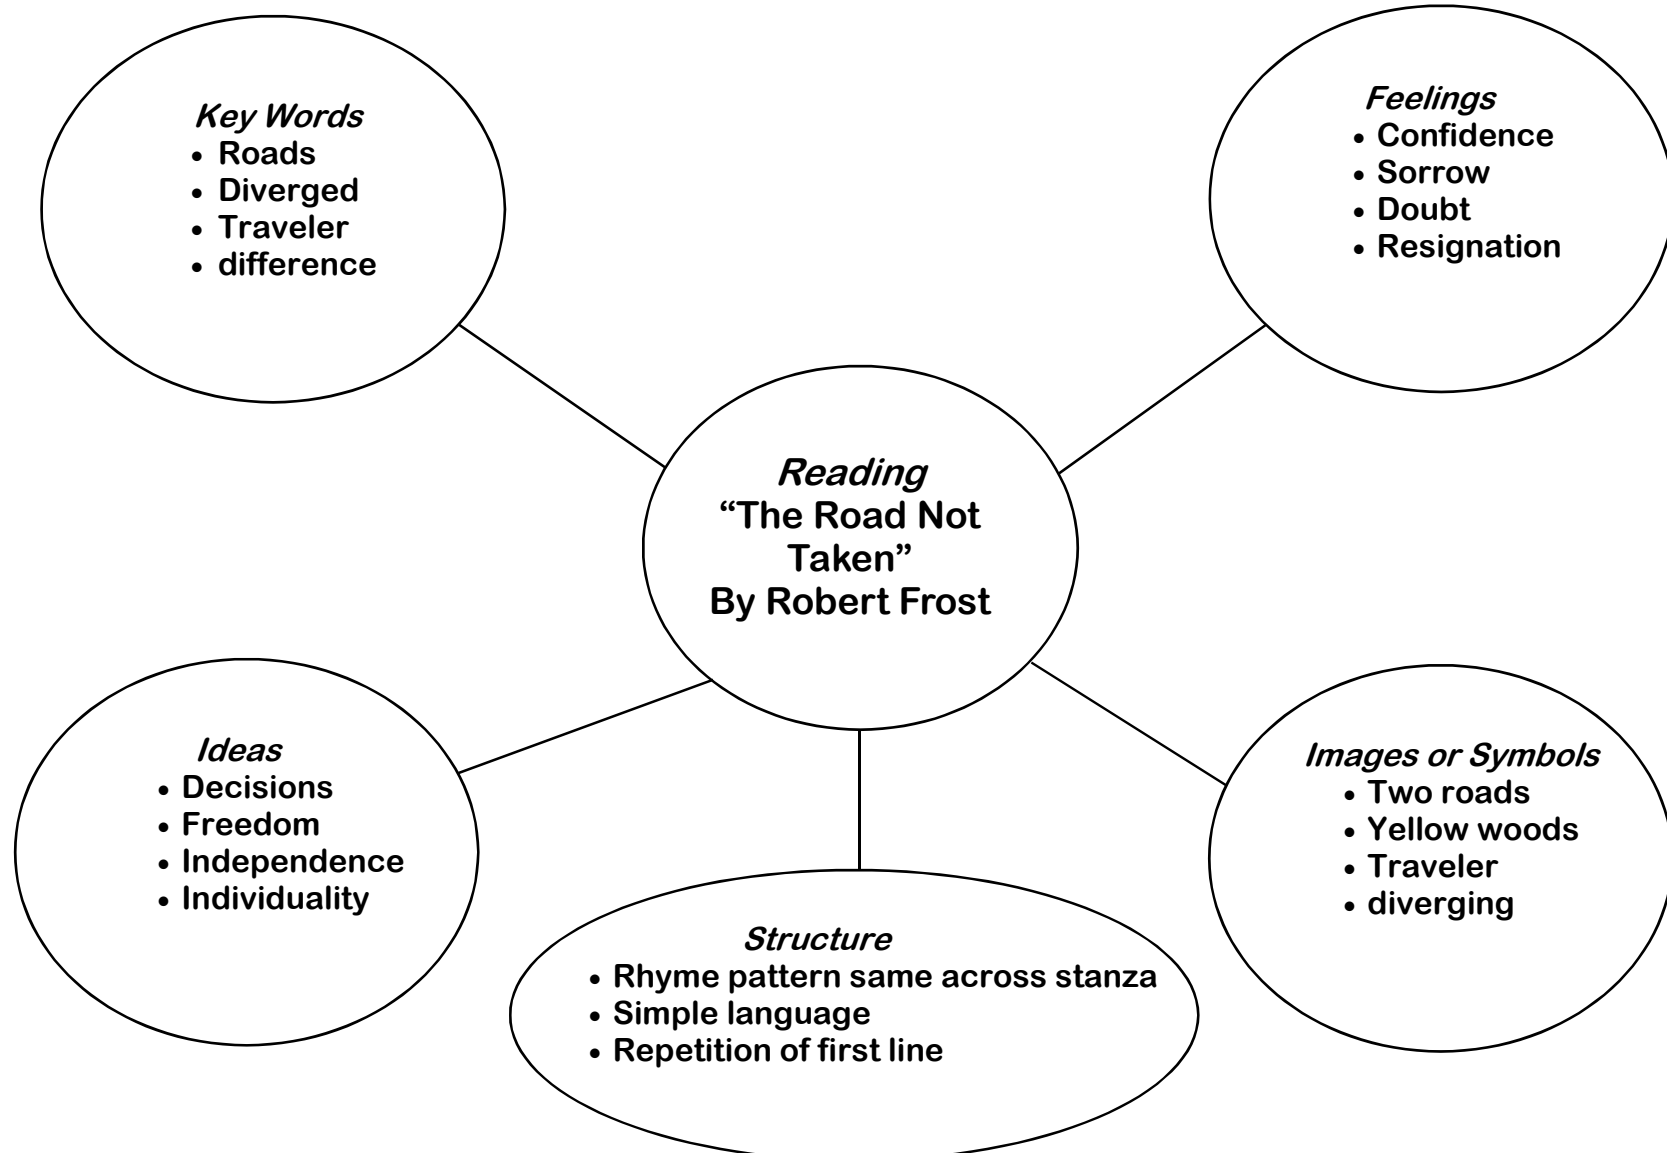 Key Words
• Roads
• Diverged
• Traveler
• difference
Feelings
• Confidence
• Sorrow
• Doubt
• Resignation
Reading
“The Road Not
Taken”
By Robert Frost
Ideas
• Decisions
• Freedom
• Independence
• Individuality
Structure
• Rhyme pattern same across stanza
• Simple language
• Repetition of first line
Images or Symbols
• Two roads
• Yellow woods
• Traveler
• diverging